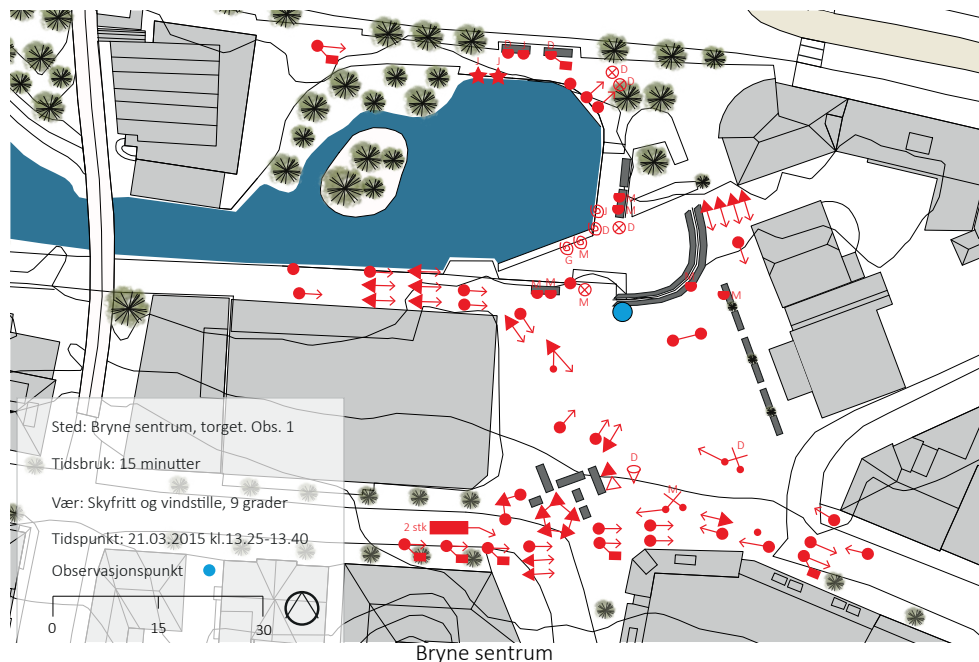 D J D
J J
D
D
M
J M
D D
G M
M M M
M
D
D
M
2 stk
Sted: Bryne sentrum, torget. Obs. 1
Tidsbruk: 15 minutter
Vær: Skyfritt og vindstille, 9 grader
Tidspunkt: 21.03.2015 kl.13.25-13.40
Observasjonspunkt
0 15 30
Bryne sentrum